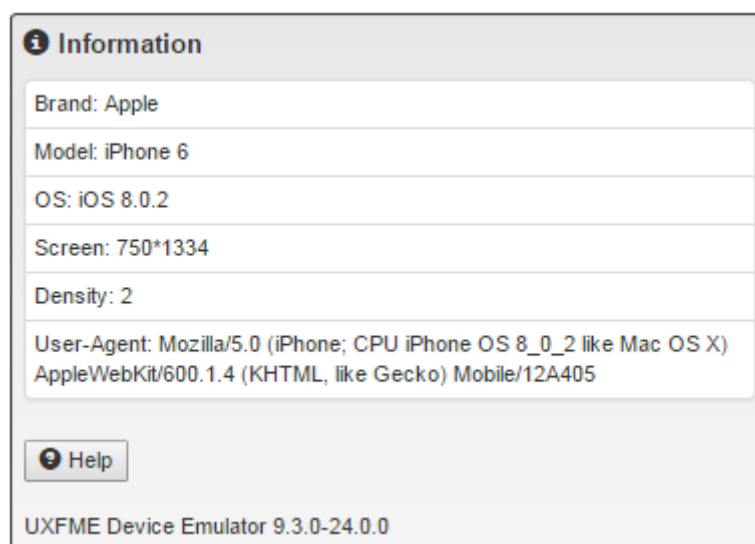 Information
Brand: Apple
Model: iPhone 6
OS: iOS 8.0.2
Screen: 750*1334
Density: 2
User-Agent: Mozilla/5.0 (iPhone; CPU iPhone OS 8_0_2 like Mac OS X)
AppleWebKit/600.1.4 (KHTML, like Gecko) Mobile/12A405
Help
UXFME Device Emulator 9.3.0-24.0.0